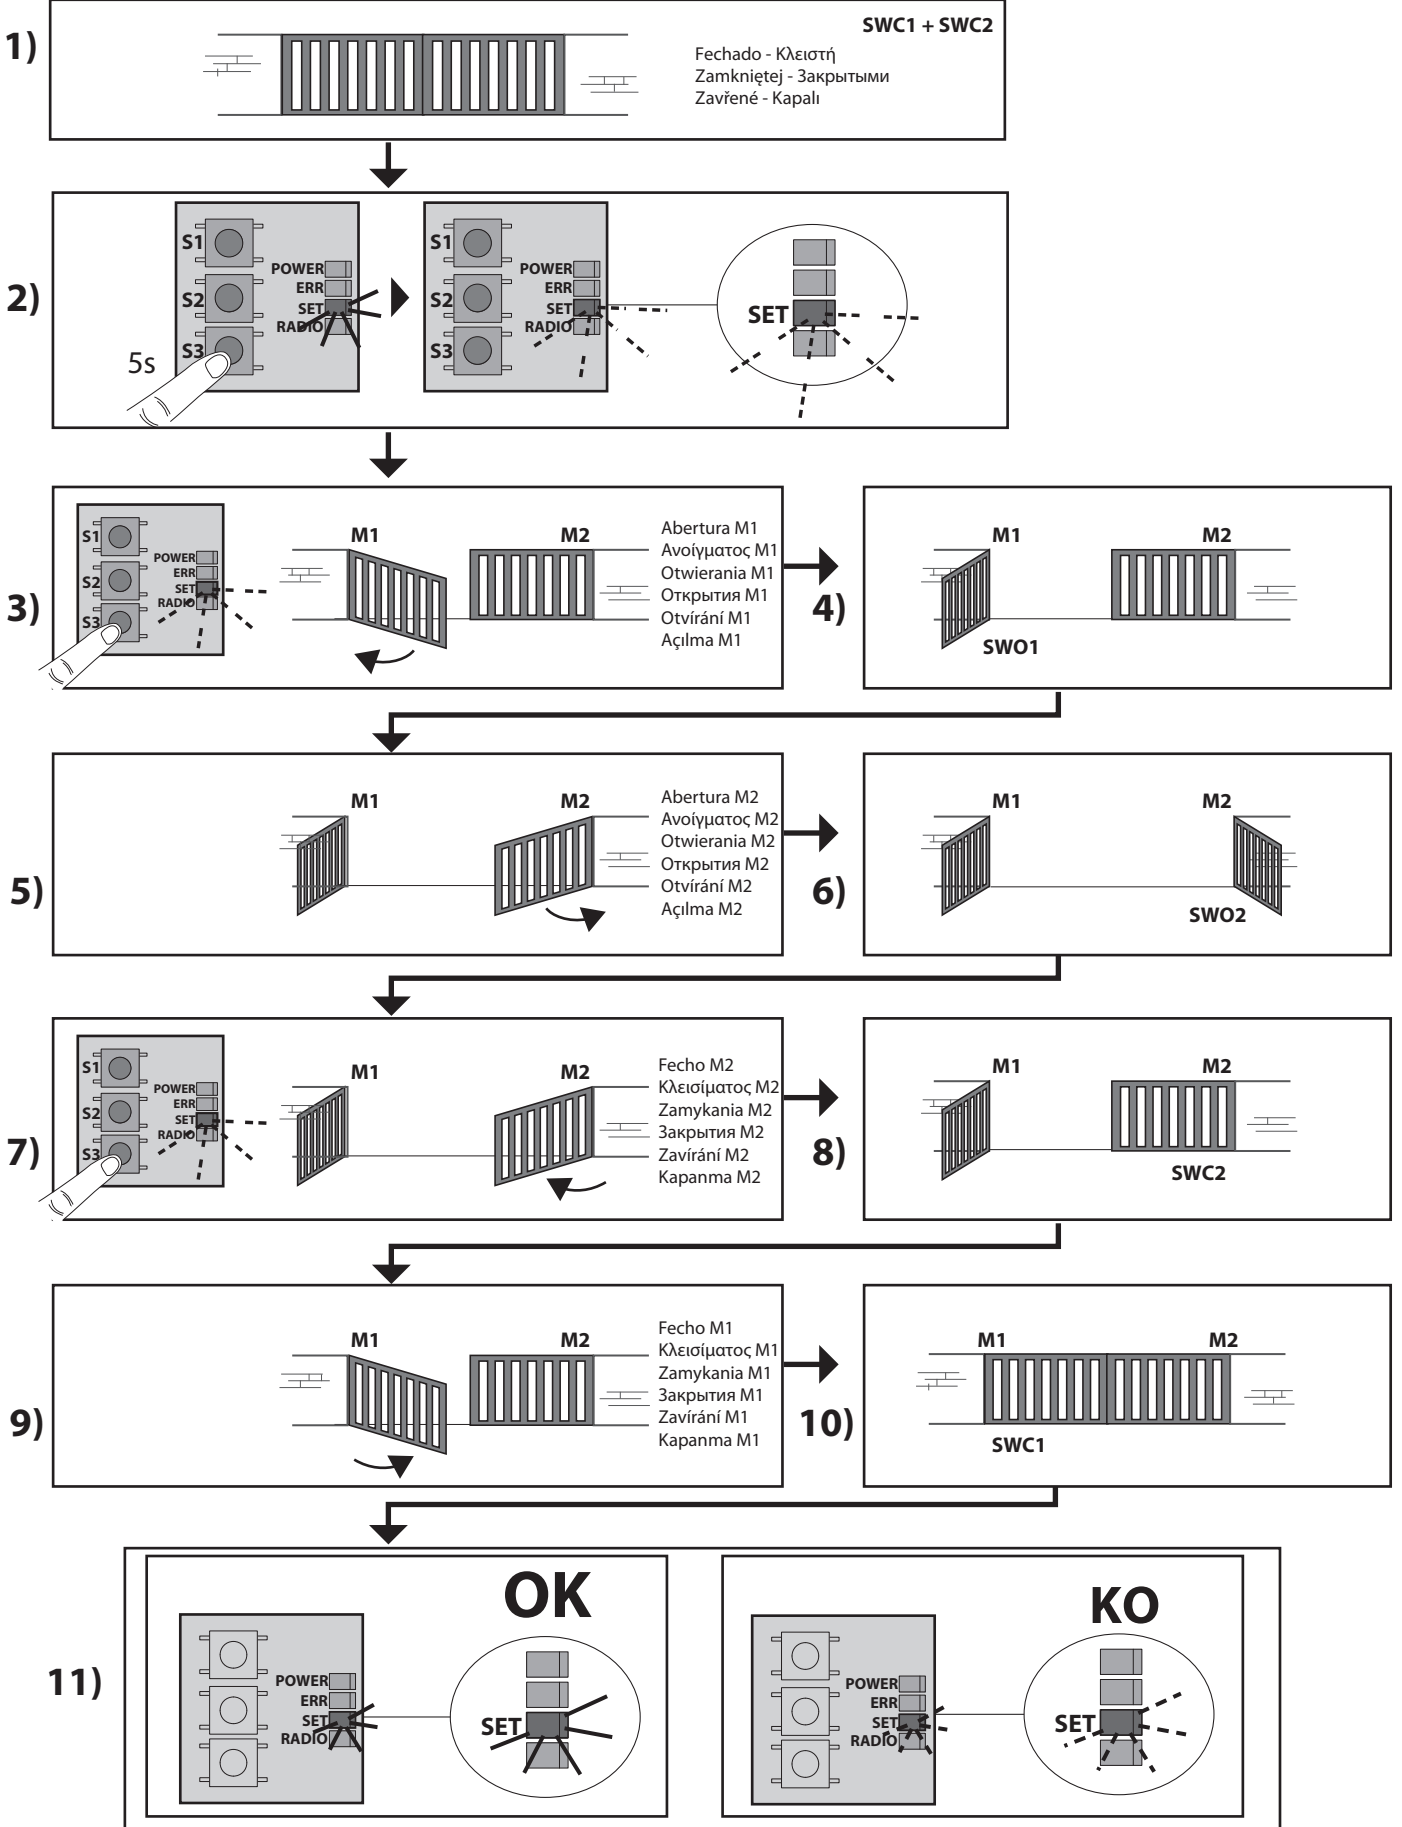 1)
SWC1 + SWC2
Fechado - Κλειστή
Zamkniętej - Закрытыми
Zavřené - Kapalı
2)
S1
POWER
ERR
S2
SET
RADIO
S3
5s
S1
POWER
ERR
S2
SET
RADIO
S3
SET
3)
S1
POWER
ERR
S2
SET
RADIO
S3
M1
M2
Abertura M1
Ανοίγματος M1
Otwierania M1
Открытия M1
Otvírání M1
Açılma M1
4)
M1
M2
SWO1
5)
M1
M2
Abertura M2
Ανοίγματος M2
Otwierania M2
Открытия M2
Otvírání M2
Açılma M2
6)
M1
M2
SWO2
7)
S1
POWER
ERR
S2
SET
RADIO
S3
M1
M2
Fecho M2
Κλεισίματος M2
Zamykania M2
Закрытия M2
Zavírání M2
Kapanma M2
8)
M1
M2
SWC2
9)
M1
M2
Fecho M1
Κλεισίματος M1
Zamykania M1
Закрытия M1
Zavírání M1
Kapanma M1
10)
M1
M2
SWC1
11)
OK
POWER
ERR
SET
RADIO
SET
KO
POWER
ERR
SET
RADIO
SET